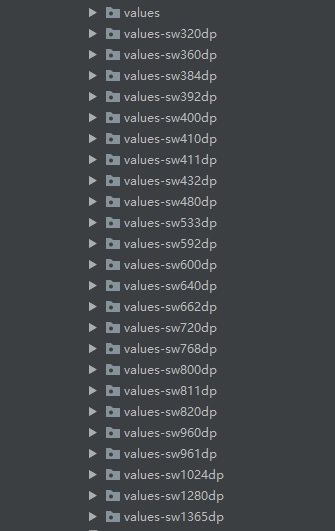 values
values-sw320dp
values-sw360dp
values-sw384dp
values-sw392dp
values-sw400dp
values-sw410dp
values-sw411dp
values-sw432dp
values-sw480dp
values-sw533dp
values-sw592dp
values-sw600dp
values-sw640dp
values-sw662dp
values-sw720dp
values-sw768dp
values-sw800dp
values-sw811dp
values-sw820dp
values-sw960dp
values-sw961dp
values-sw1024dp
values-sw1280dp
values-sw1365dp